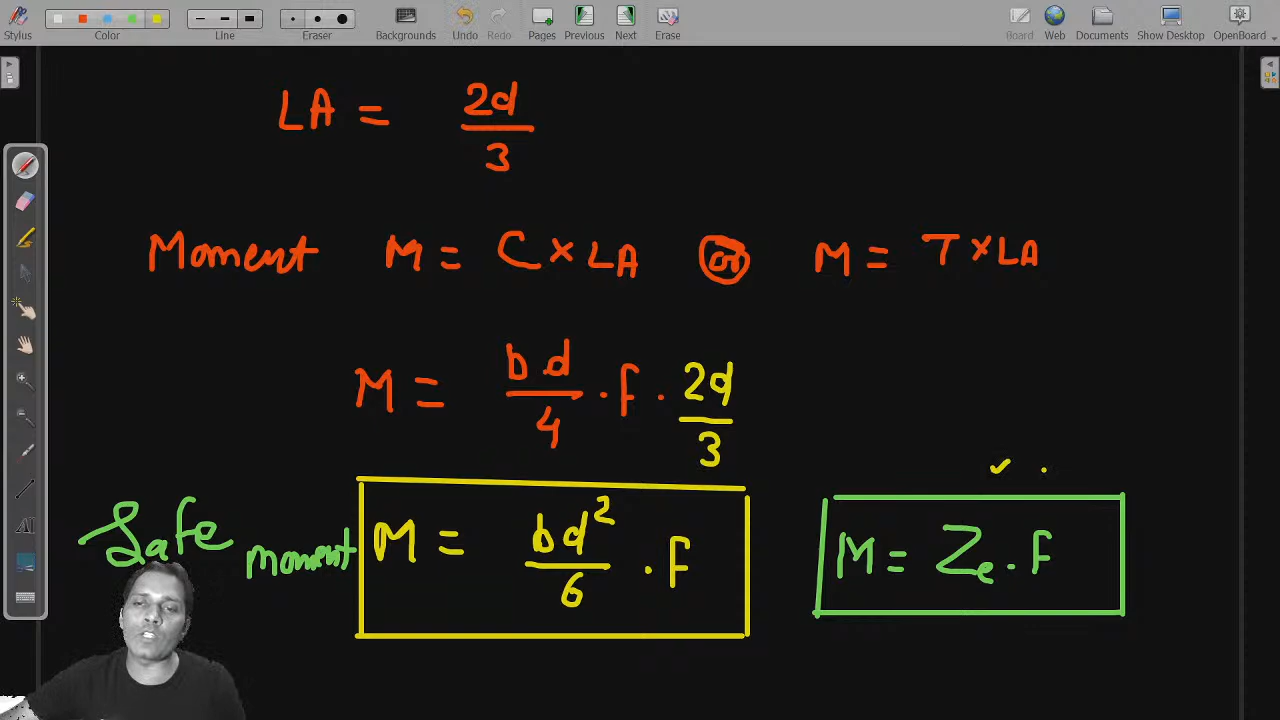 Stylus Color Line Eraser Backgrounds Undo Redo Pages Previous Next Erase Board Web Documents Show Desktop OpenBoard
LA = 2d/3
Moment M = C × LA or M = T × LA
M = bd/4 . f . 2d/3
Safe moment M = bd²/6 . f
M = Ze . f